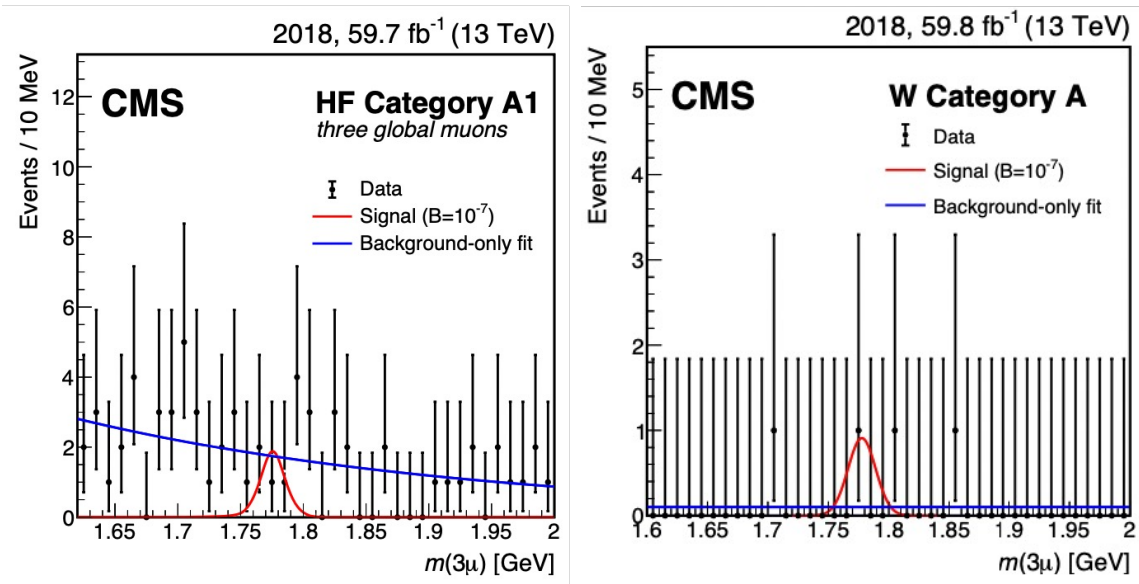 2018, 59.7 fb⁻¹ (13 TeV)
Events / 10 MeV
CMS
HF Category A1
three global muons
Data
Signal (B=10⁻⁷)
Background-only fit
12
10
8
6
4
2
0
1.65 1.7 1.75 1.8 1.85 1.9 1.95 2
m(3μ) [GeV]
2018, 59.8 fb⁻¹ (13 TeV)
Events / 10 MeV
CMS
W Category A
Data
Signal (B=10⁻⁷)
Background-only fit
5
4
3
2
1
0
1.6 1.65 1.7 1.75 1.8 1.85 1.9 1.95 2
m(3μ) [GeV]